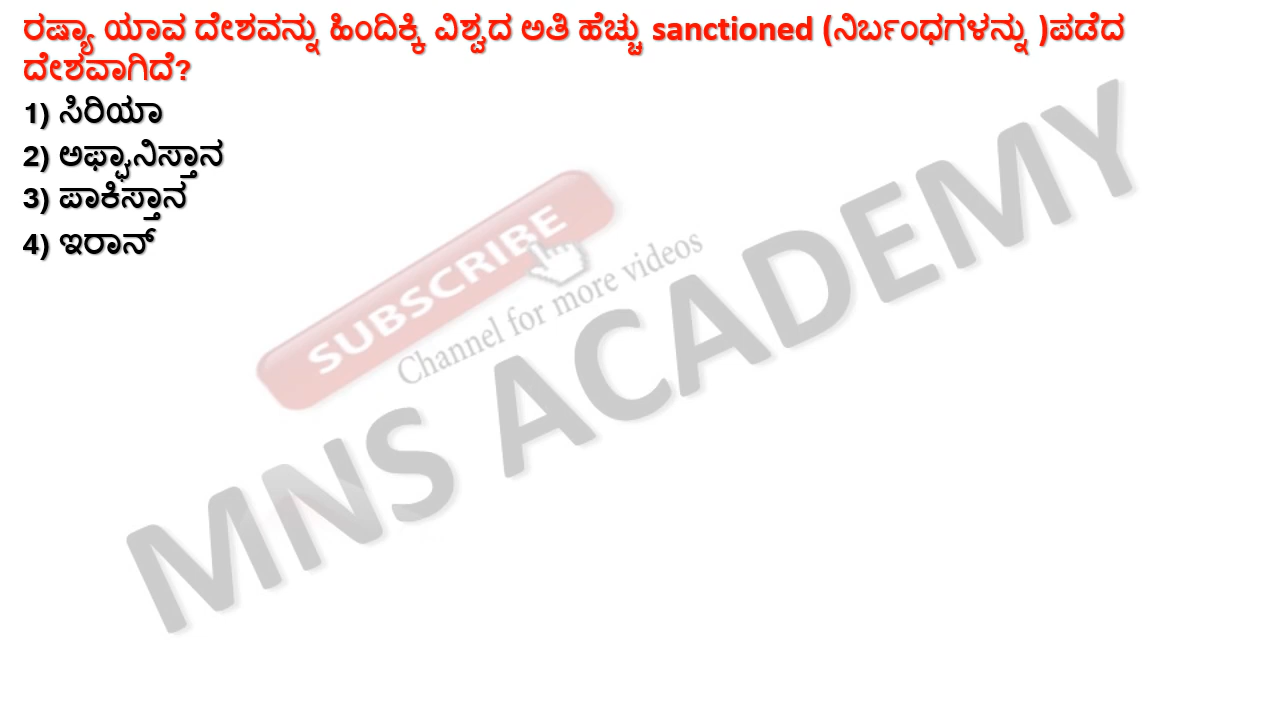 ರಷ್ಯಾ ಯಾವ ದೇಶವನ್ನು ಹಿಂದಿಕ್ಕಿ ವಿಶ್ವದ ಅತಿ ಹೆಚ್ಚು sanctioned (ನಿರ್ಬಂಧಗಳನ್ನು )ಪಡೆದ
ದೇಶವಾಗಿದೆ?
1) ಸಿರಿಯಾ
2) ಅಫ್ಘಾನಿಸ್ತಾನ
3) ಪಾಕಿಸ್ತಾನ
4) ಇರಾನ್
SUBSCRIBE
Channel for more videos
MNS ACADEMY